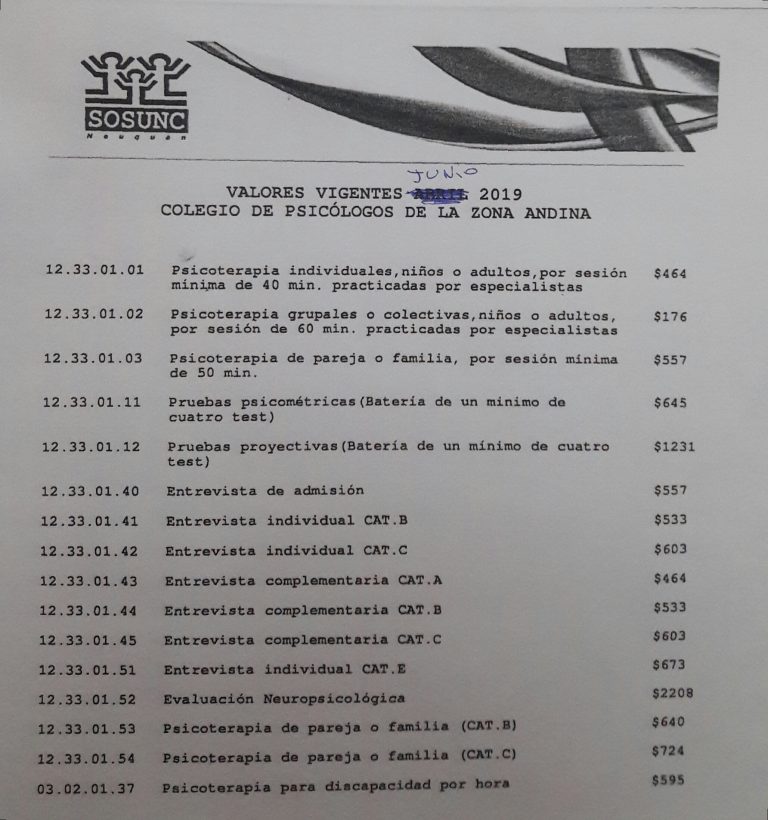 SOSUNC
Neuquén
JUNIO
VALORES VIGENTES ABRIL 2019
COLEGIO DE PSICÓLOGOS DE LA ZONA ANDINA
12.33.01.01 Psicoterapia individuales,niños o adultos,por sesión $464
mínima de 40 min. practicadas por especialistas
12.33.01.02 Psicoterapia grupales o colectivas,niños o adultos, $176
por sesión de 60 min. practicadas por especialistas
12.33.01.03 Psicoterapia de pareja o familia, por sesión mínima $557
de 50 min.
12.33.01.11 Pruebas psicométricas(Batería de un minimo de $645
cuatro test)
12.33.01.12 Pruebas proyectivas(Batería de un mínimo de cuatro $1231
test)
12.33.01.40 Entrevista de admisión $557
12.33.01.41 Entrevista individual CAT.B $533
12.33.01.42 Entrevista individual CAT.C $603
12.33.01.43 Entrevista complementaria CAT.A $464
12.33.01.44 Entrevista complementaria CAT.B $533
12.33.01.45 Entrevista complementaria CAT.C $603
12.33.01.51 Entrevista individual CAT.E $673
12.33.01.52 Evaluación Neuropsicológica $2208
12.33.01.53 Psicoterapia de pareja o familia (CAT.B) $640
12.33.01.54 Psicoterapia de pareja o familia (CAT.C) $724
03.02.01.37 Psicoterapia para discapacidad por hora $595